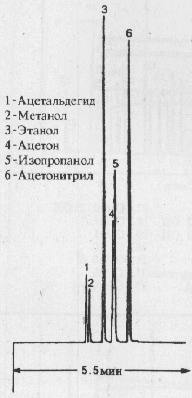 3
6
1-Ацетальдегид
2-Метанол
3-Этанол
4-Ацетон
5-Изопропанол
6-Ацетонитрил
5
4
1
2
5.5мин